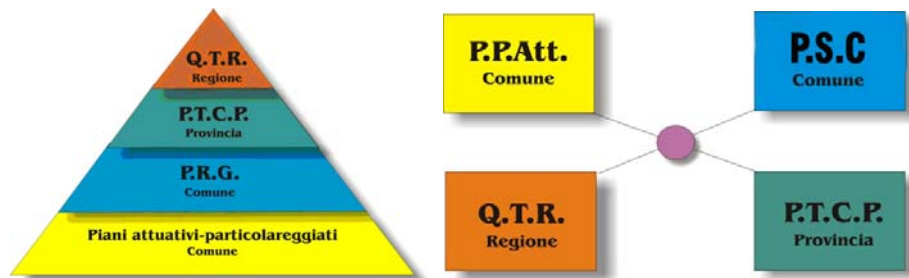 Q.T.R.
Regione
P.T.C.P.
Provincia
P.R.G.
Comune
Piani attuativi-particolareggiati
Comune
P.P.Att.
Comune
P.S.C
Comune
Q.T.R.
Regione
P.T.C.P.
Provincia